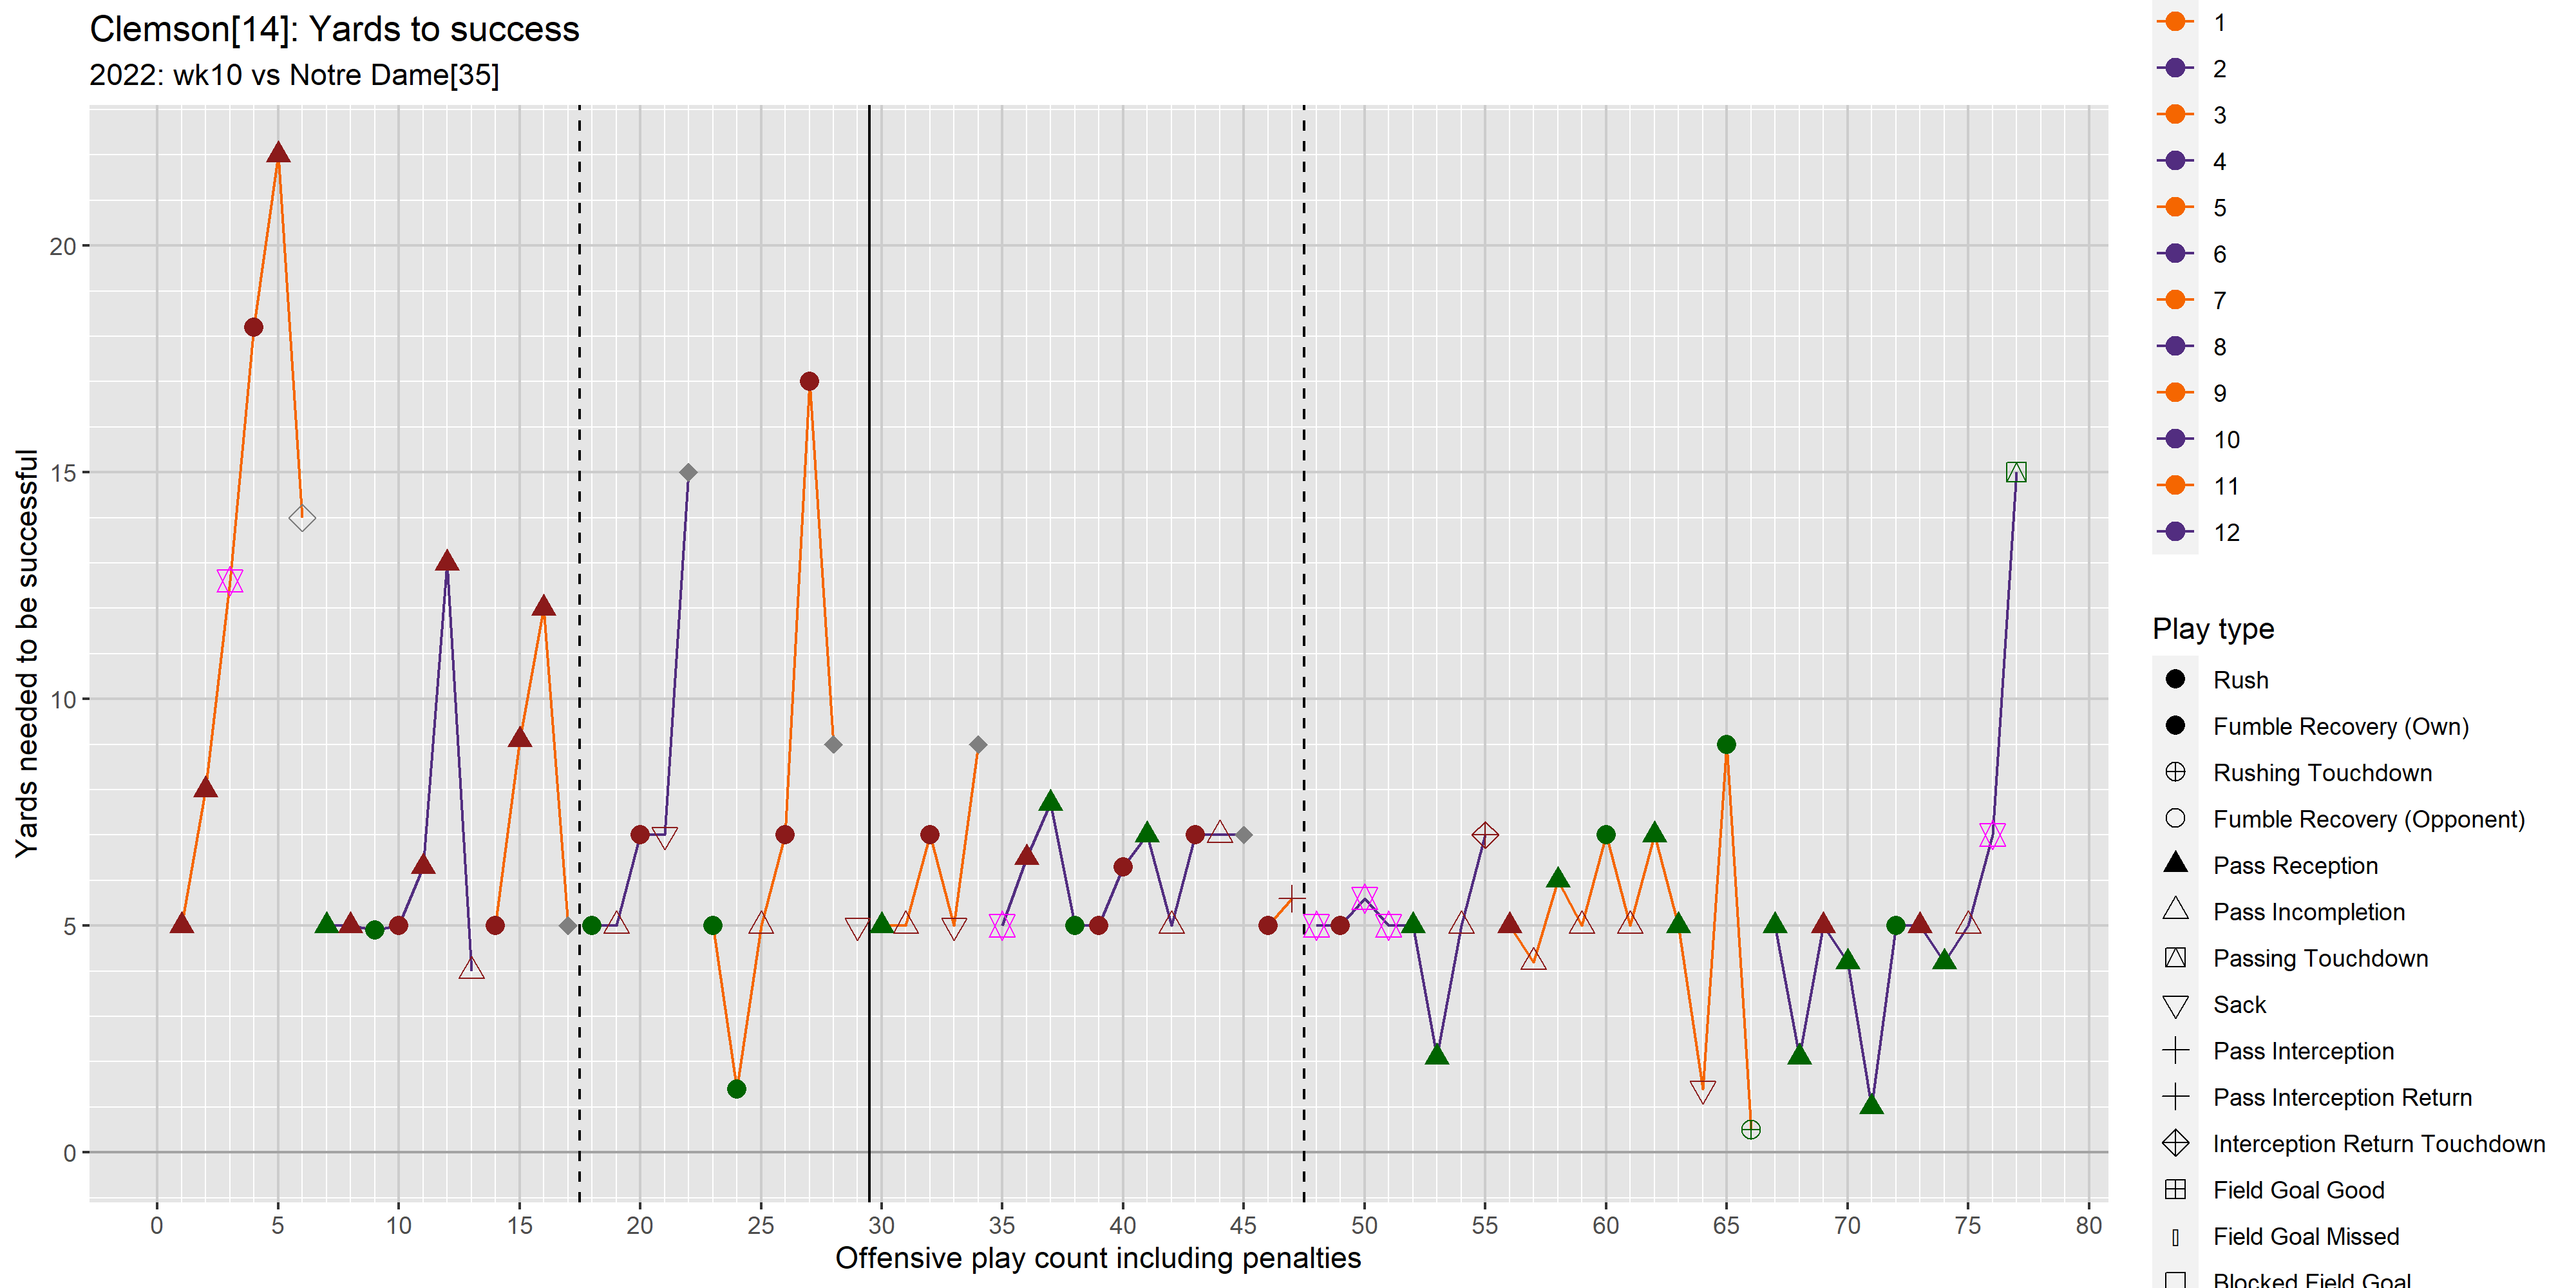 Clemson[14]: Yards to success
2022: wk10 vs Notre Dame[35]
Yards needed to be successful
20
15
10
5
0
0 5 10 15 20 25 30 35 40 45 50 55 60 65 70 75 80
Offensive play count including penalties
1
2
3
4
5
6
7
8
9
10
11
12
Play type
Rush
Fumble Recovery (Own)
Rushing Touchdown
Fumble Recovery (Opponent)
Pass Reception
Pass Incompletion
Passing Touchdown
Sack
Pass Interception
Pass Interception Return
Interception Return Touchdown
Field Goal Good
Field Goal Missed
Blocked Field Goal